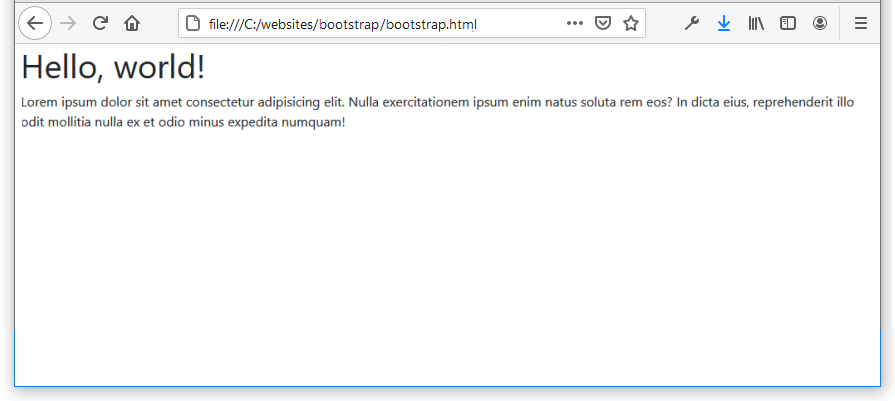 file:///C:/websites/bootstrap/bootstrap.html
Hello, world!
Lorem ipsum dolor sit amet consectetur adipisicing elit. Nulla exercitationem ipsum enim natus soluta rem eos? In dicta eius, reprehenderit illo
odit mollitia nulla ex et odio minus expedita numquam!